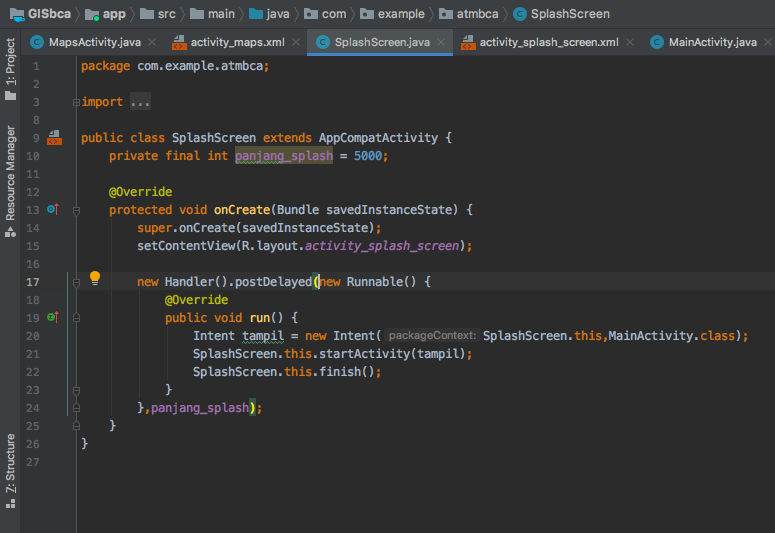 GISbca app src main java com example atmbca SplashScreen
MapsActivity.java activity_maps.xml SplashScreen.java activity_splash_screen.xml MainActivity.java
1: Project
Resource Manager
7: Structure
1 package com.example.atmbca;
2
3 import ...
8
9 public class SplashScreen extends AppCompatActivity {
10 private final int panjang_splash = 5000;
11
12 @Override
13 protected void onCreate(Bundle savedInstanceState) {
14 super.onCreate(savedInstanceState);
15 setContentView(R.layout.activity_splash_screen);
16
17 new Handler().postDelayed(new Runnable() {
18 @Override
19 public void run() {
20 Intent tampil = new Intent( packageContext: SplashScreen.this,MainActivity.class);
21 SplashScreen.this.startActivity(tampil);
22 SplashScreen.this.finish();
23 }
24 },panjang_splash);
25 }
26 }
27